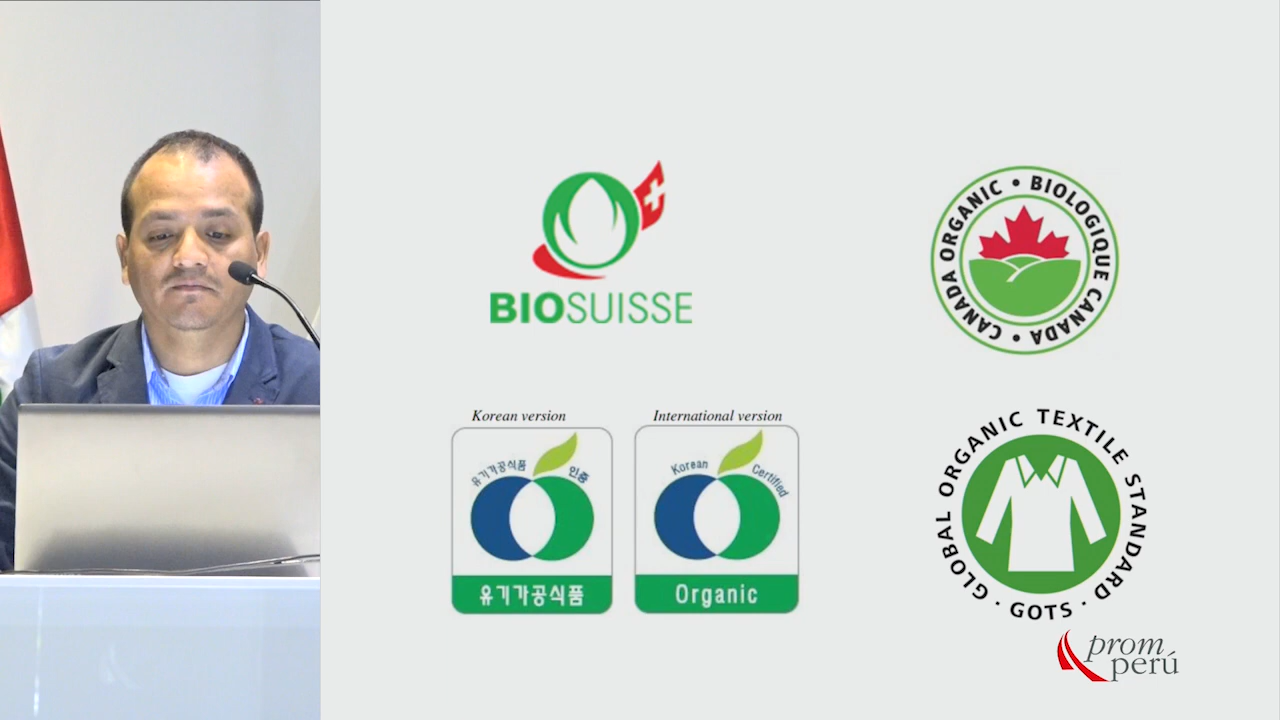 BIOSUISSE
CANADA ORGANIC • BIOLOGIQUE CANADA •
Korean version
유기가공식품 인증
유기가공식품
International version
Korean Certified
Organic
GLOBAL ORGANIC TEXTILE STANDARD · GOTS ·
prom
perú